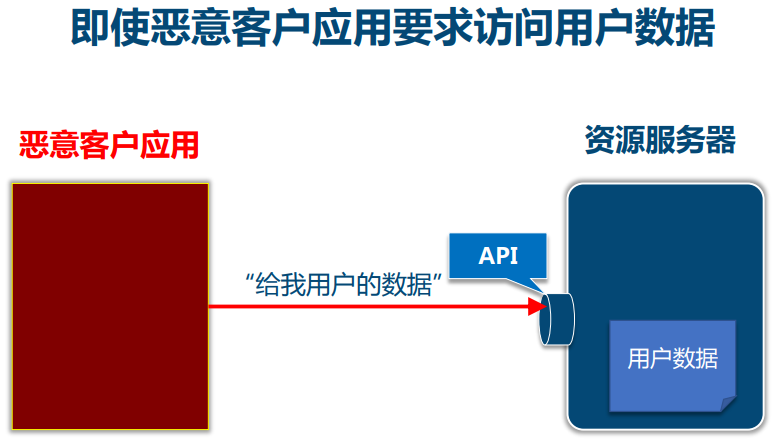 即使恶意客户应用要求访问用户数据
恶意客户应用
资源服务器
API
“给我用户的数据”
用户数据